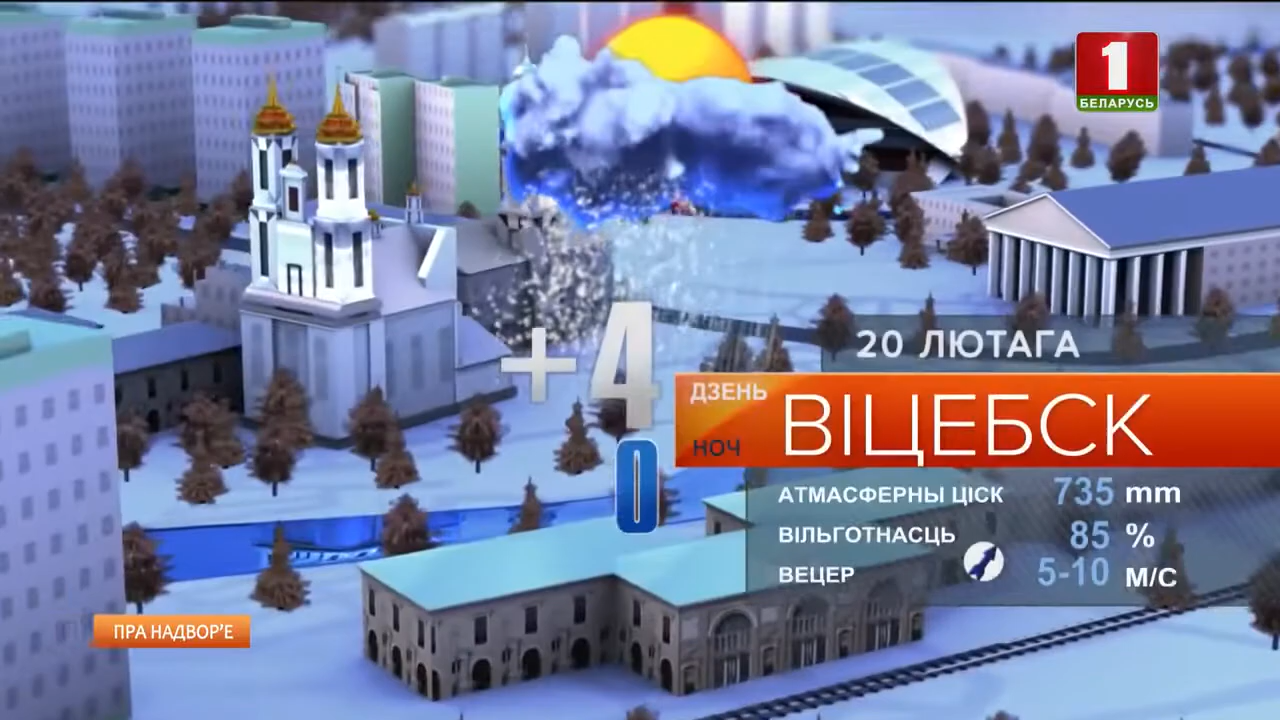 1
БЕЛАРУСЬ
20 ЛЮТАГА
+4
ДЗЕНЬ
ВІЦЕБСК
НОЧ
0
АТМАСФЕРНЫ ЦІСК 735 mm
ВІЛЬГОТНАСЦЬ 85 %
ВЕЦЕР 5-10 М/С
ПРА НАДВОР'Е